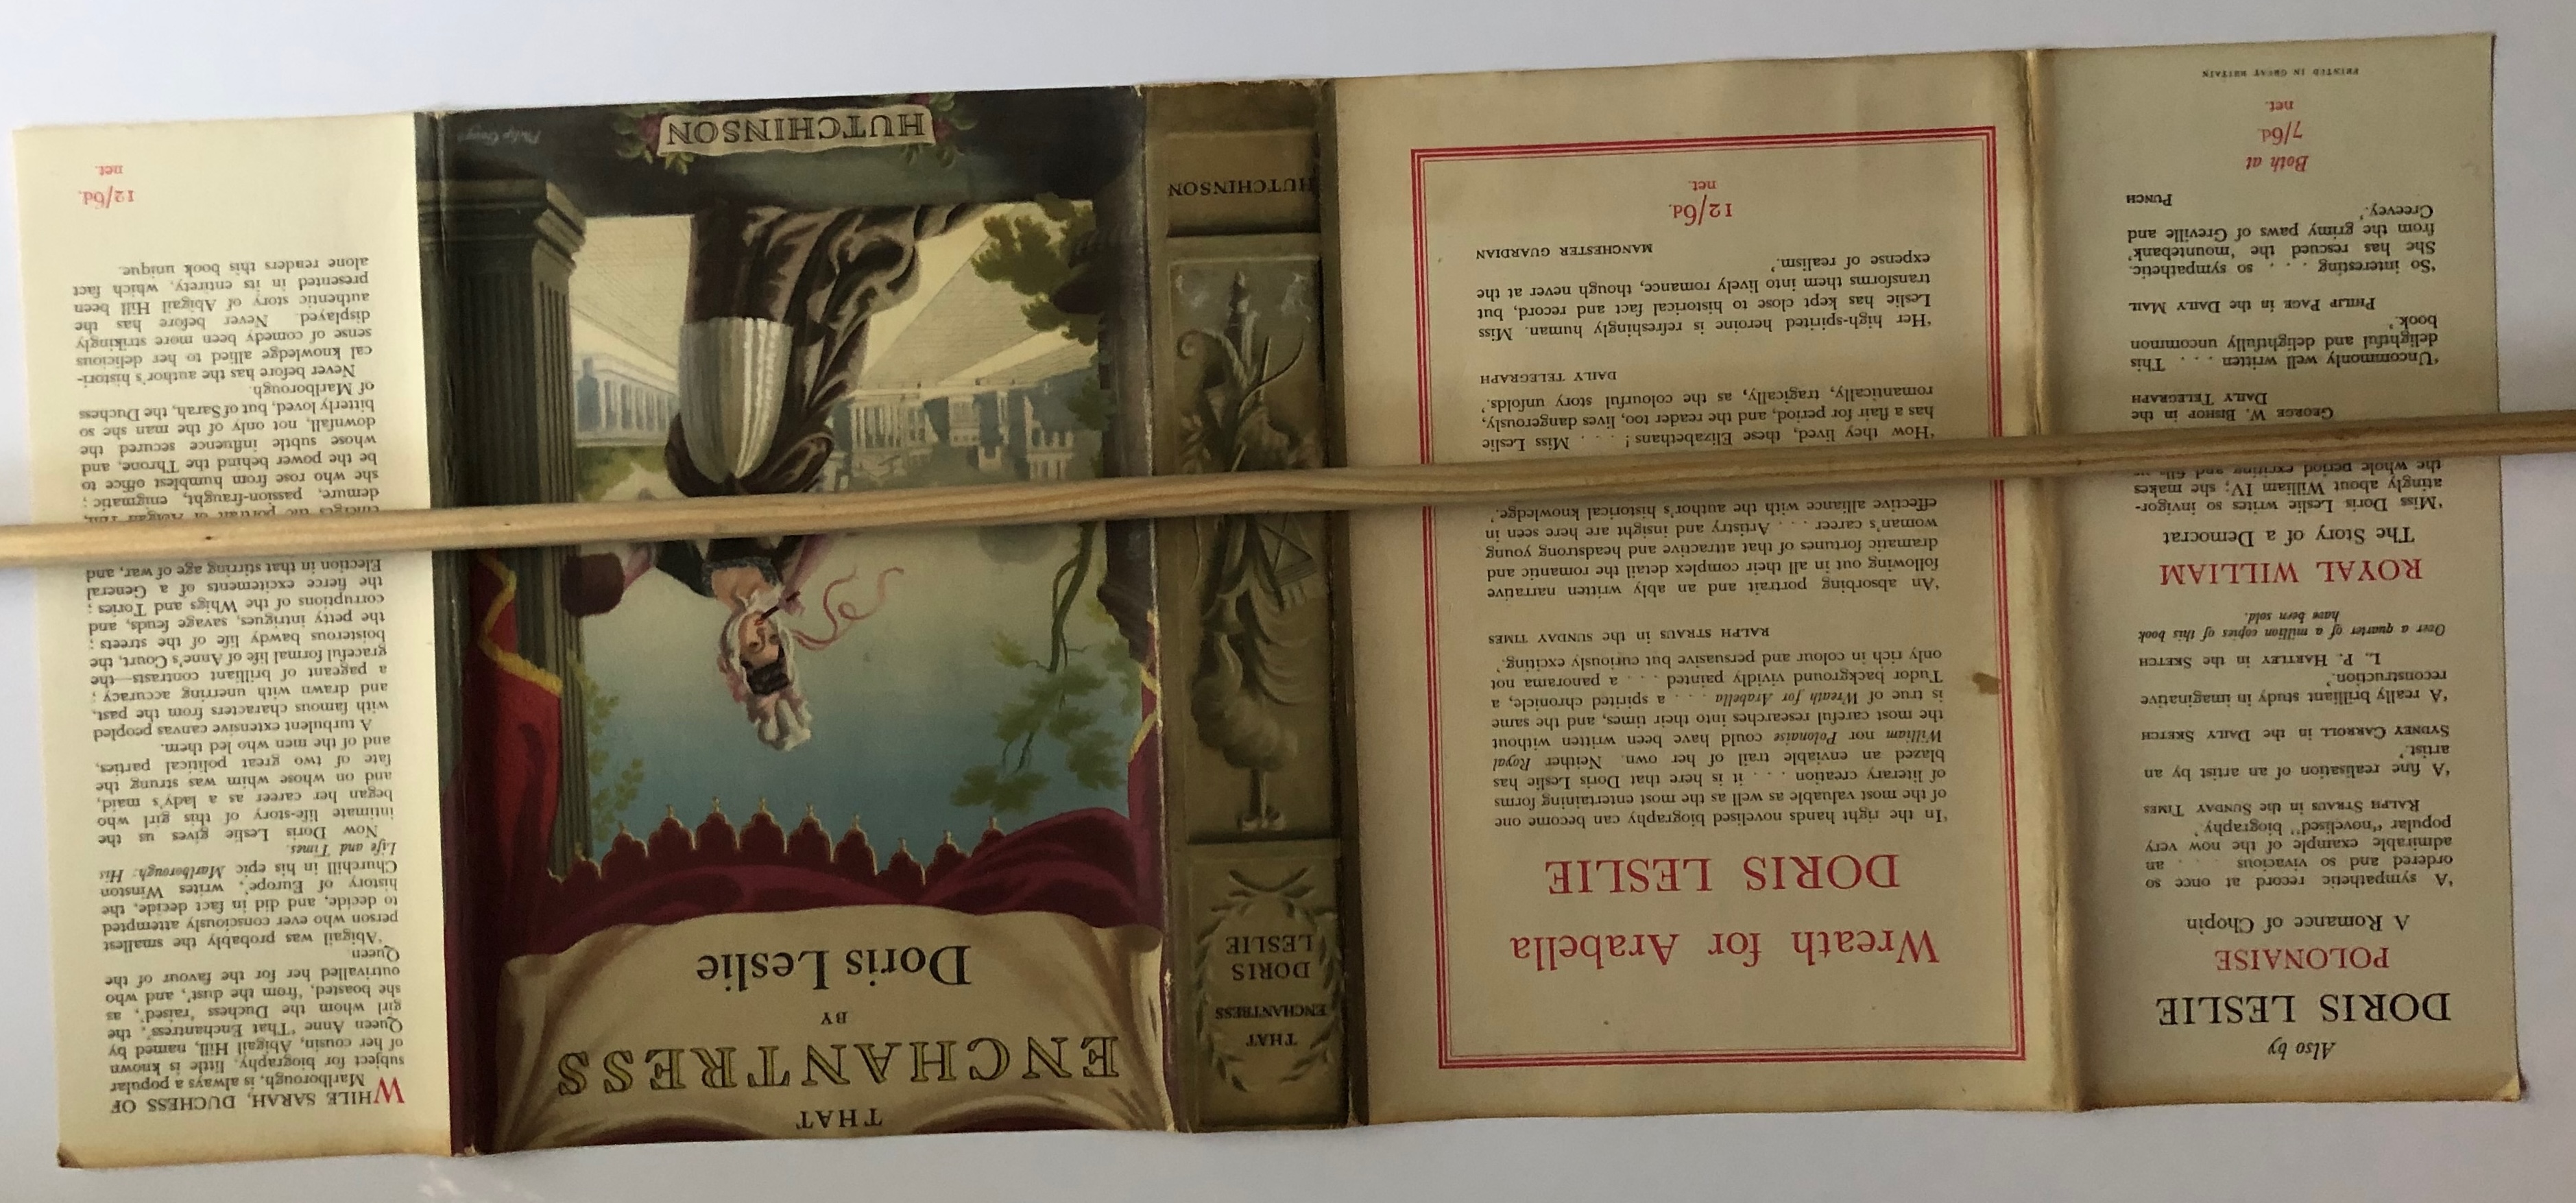 Also by
DORIS LESLIE
POLONAISE
A Romance of Chopin
'A sympathetic record at once so
ordered and so vivacious . . . an
admirable example of the now very
popular "novelised" biography.'
RALPH STRAUS in the SUNDAY TIMES
'A fine realisation of an artist by an
artist.'
SYDNEY CARROLL in the DAILY SKETCH
'A really brilliant study in imaginative
reconstruction.'
L. P. HARTLEY in the SKETCH
Over a quarter of a million copies of this book
have been sold.
ROYAL WILLIAM
The Story of a Democrat
'Miss Doris Leslie writes so invigor-
atingly about William IV; she makes
the whole period exciting and
GEORGE W. BISHOP in the
DAILY TELEGRAPH
'Uncommonly well written . . . This
delightful and delightfully uncommon
book.'
PHILIP PAGE in the DAILY MAIL
'So interesting . . . so sympathetic.
She has rescued the 'mountebank'
from the grimy paws of Greville and
Creevey.'
PUNCH
Both at
7/6d.
net.
PRINTED IN GREAT BRITAIN
Wreath for Arabella
DORIS LESLIE
'In the right hands novelised biography can become one
of the most valuable as well as the most entertaining forms
of literary creation . . . it is here that Doris Leslie has
blazed an enviable trail of her own. Neither Royal
William nor Polonaise could have been written without
the most careful researches into their times, and the same
is true of Wreath for Arabella . . . a spirited chronicle, a
Tudor background vividly painted . . . a panorama not
only rich in colour and persuasive but curiously exciting.'
RALPH STRAUS in the SUNDAY TIMES
'An absorbing portrait and an ably written narrative
following out in all their complex detail the romantic and
dramatic fortunes of that attractive and headstrong young
woman's career . . . Artistry and insight are here seen in
effective alliance with the author's historical knowledge.'
'How they lived, these Elizabethans! . . . Miss Leslie
has a flair for period, and the reader too, lives dangerously,
romantically, tragically, as the colourful story unfolds.'
DAILY TELEGRAPH
'Her high-spirited heroine is refreshingly human. Miss
Leslie has kept close to historical fact and record, but
transforms them into lively romance, though never at the
expense of realism.'
MANCHESTER GUARDIAN
12/6d.
net.
THAT
ENCHANTRESS
DORIS
LESLIE
HUTCHINSON
THAT
ENCHANTRESS
BY
Doris Leslie
Philip Gough
HUTCHINSON
WHILE SARAH, DUCHESS OF
Marlborough, is always a popular
subject for biography, little is known
of her cousin, Abigail Hill, named by
Queen Anne 'That Enchantress', the
girl whom the Duchess 'raised', as
she boasted, 'from the dust', and who
outrivalled her for the favour of the
Queen.
'Abigail was probably the smallest
person who ever consciously attempted
to decide, and did in fact decide, the
history of Europe', writes Winston
Churchill in his epic Marlborough: His
Life and Times.
Now Doris Leslie gives us the
intimate life-story of this girl who
began her career as a lady's maid,
and on whose whim was strung the
fate of two great political parties,
and of the men who led them.
A turbulent extensive canvas peopled
with famous characters from the past,
and drawn with unerring accuracy;
a pageant of brilliant contrasts—the
graceful formal life of Anne's Court, the
boisterous bawdy life of the streets;
the petty intrigues, savage feuds, and
corruptions of the Whigs and Tories;
the fierce excitements of a General
Election in that stirring age of war, and
emerges the portrait of Abigail Hill,
demure, passion-fraught, enigmatic;
she who rose from humblest office to
be the power behind the Throne, and
whose subtle influence secured the
downfall, not only of the man she so
bitterly loved, but of Sarah, the Duchess
of Marlborough.
Never before has the author's histori-
cal knowledge allied to her delicious
sense of comedy been more strikingly
displayed. Never before has the
authentic story of Abigail Hill been
presented in its entirety, which fact
alone renders this book unique.
12/6d.
net.